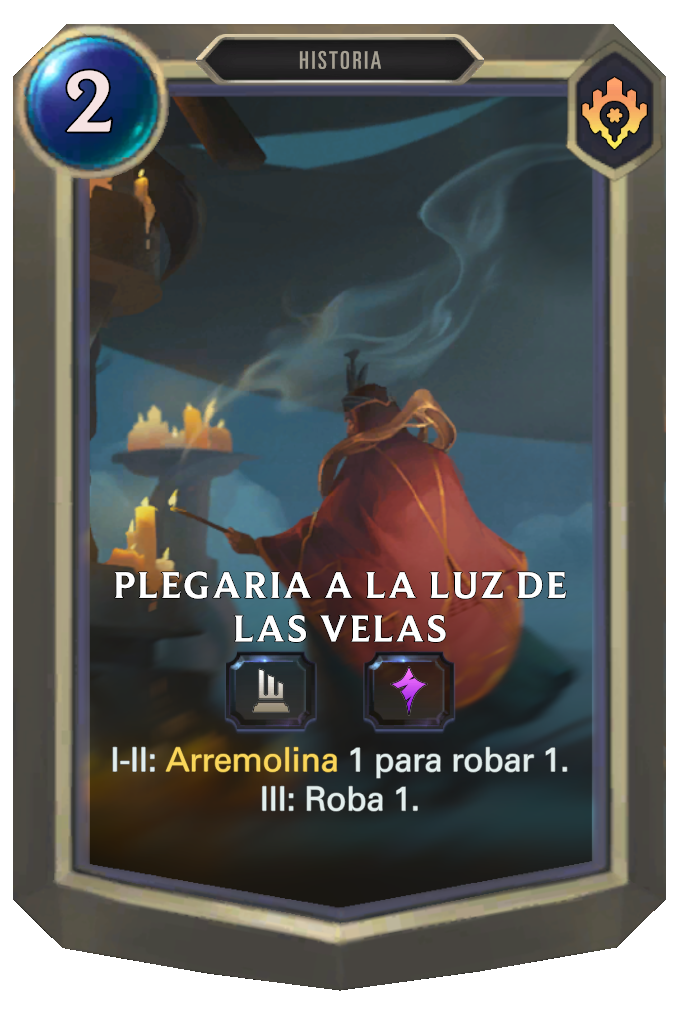 HISTORIA
2
PLEGARIA A LA LUZ DE
LAS VELAS
I-II: Arremolina 1 para robar 1.
III: Roba 1.